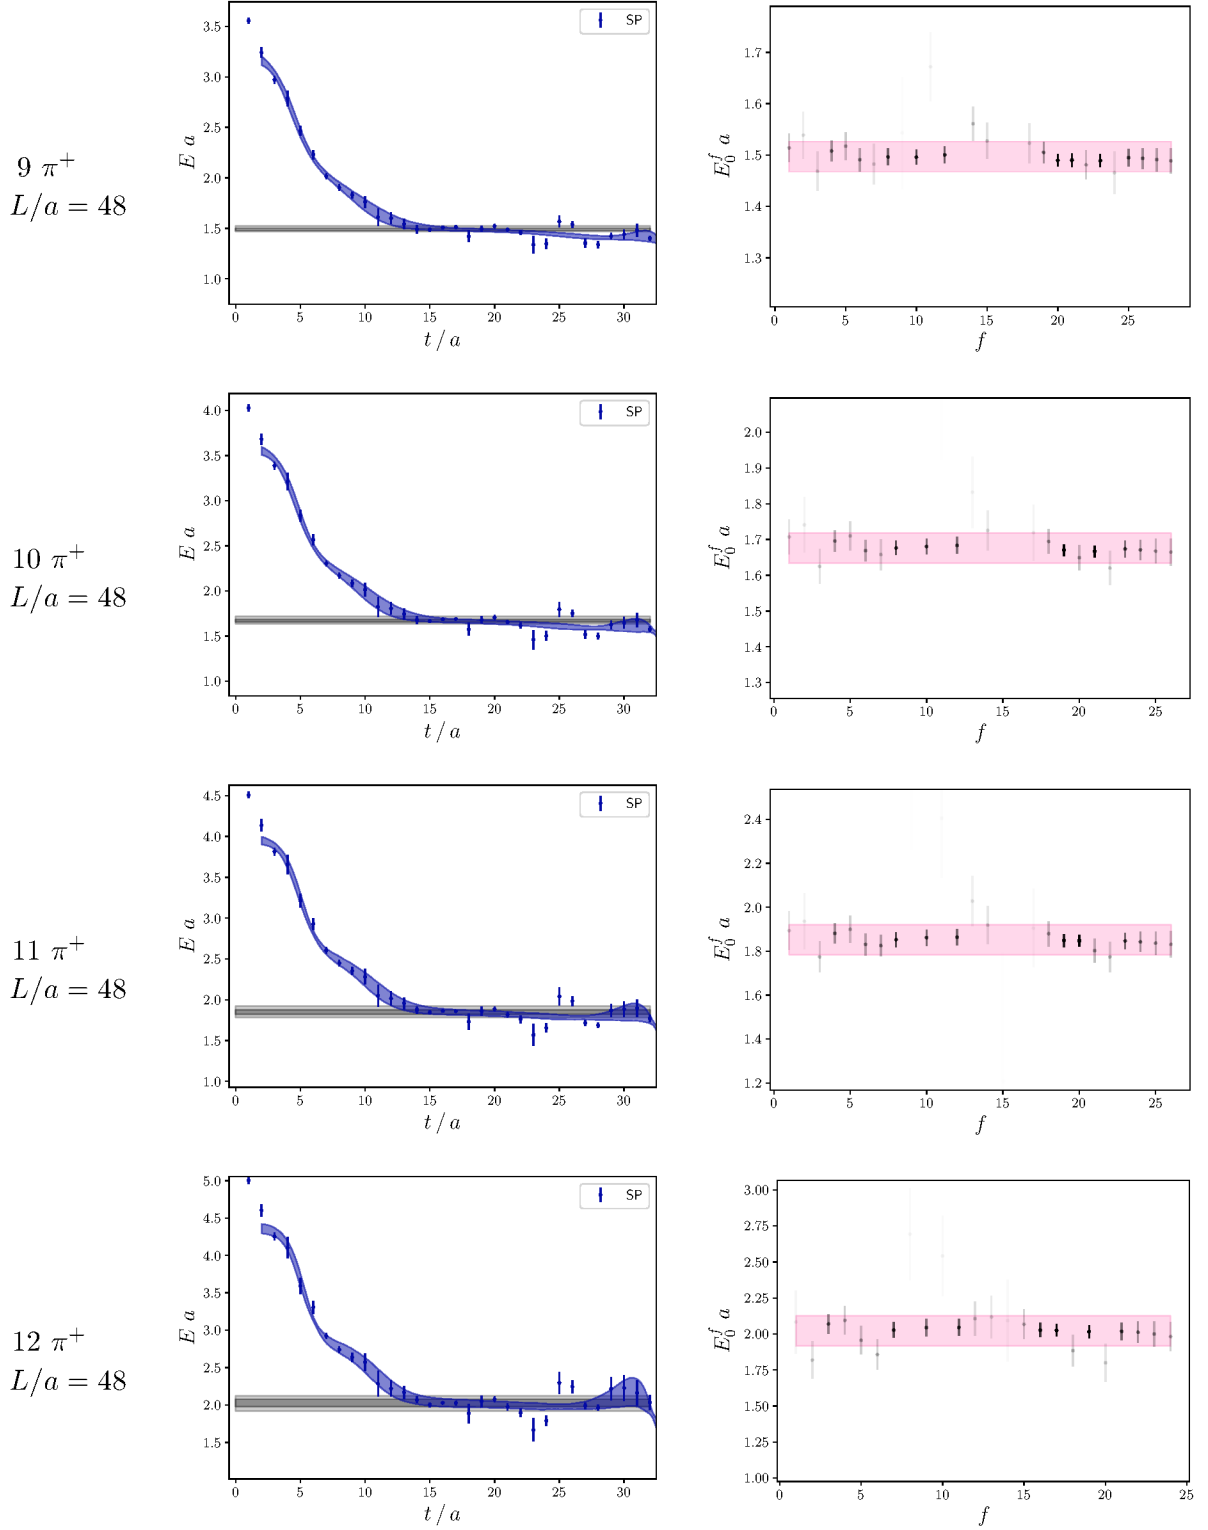 9 π⁺
L/a = 48
3.5
3.0
2.5
2.0
1.5
1.0
E a
SP
0 5 10 15 20 25 30
t / a
1.7
1.6
1.5
1.4
1.3
E₀ᶠ a
0 5 10 15 20 25
f
10 π⁺
L/a = 48
4.0
3.5
3.0
2.5
2.0
1.5
1.0
E a
SP
0 5 10 15 20 25 30
t / a
2.0
1.9
1.8
1.7
1.6
1.5
1.4
1.3
E₀ᶠ a
0 5 10 15 20 25
f
11 π⁺
L/a = 48
4.5
4.0
3.5
3.0
2.5
2.0
1.5
1.0
E a
SP
0 5 10 15 20 25 30
t / a
2.4
2.2
2.0
1.8
1.6
1.4
1.2
E₀ᶠ a
0 5 10 15 20 25
f
12 π⁺
L/a = 48
5.0
4.5
4.0
3.5
3.0
2.5
2.0
1.5
E a
SP
0 5 10 15 20 25 30
t / a
3.00
2.75
2.50
2.25
2.00
1.75
1.50
1.25
1.00
E₀ᶠ a
0 5 10 15 20 25
f